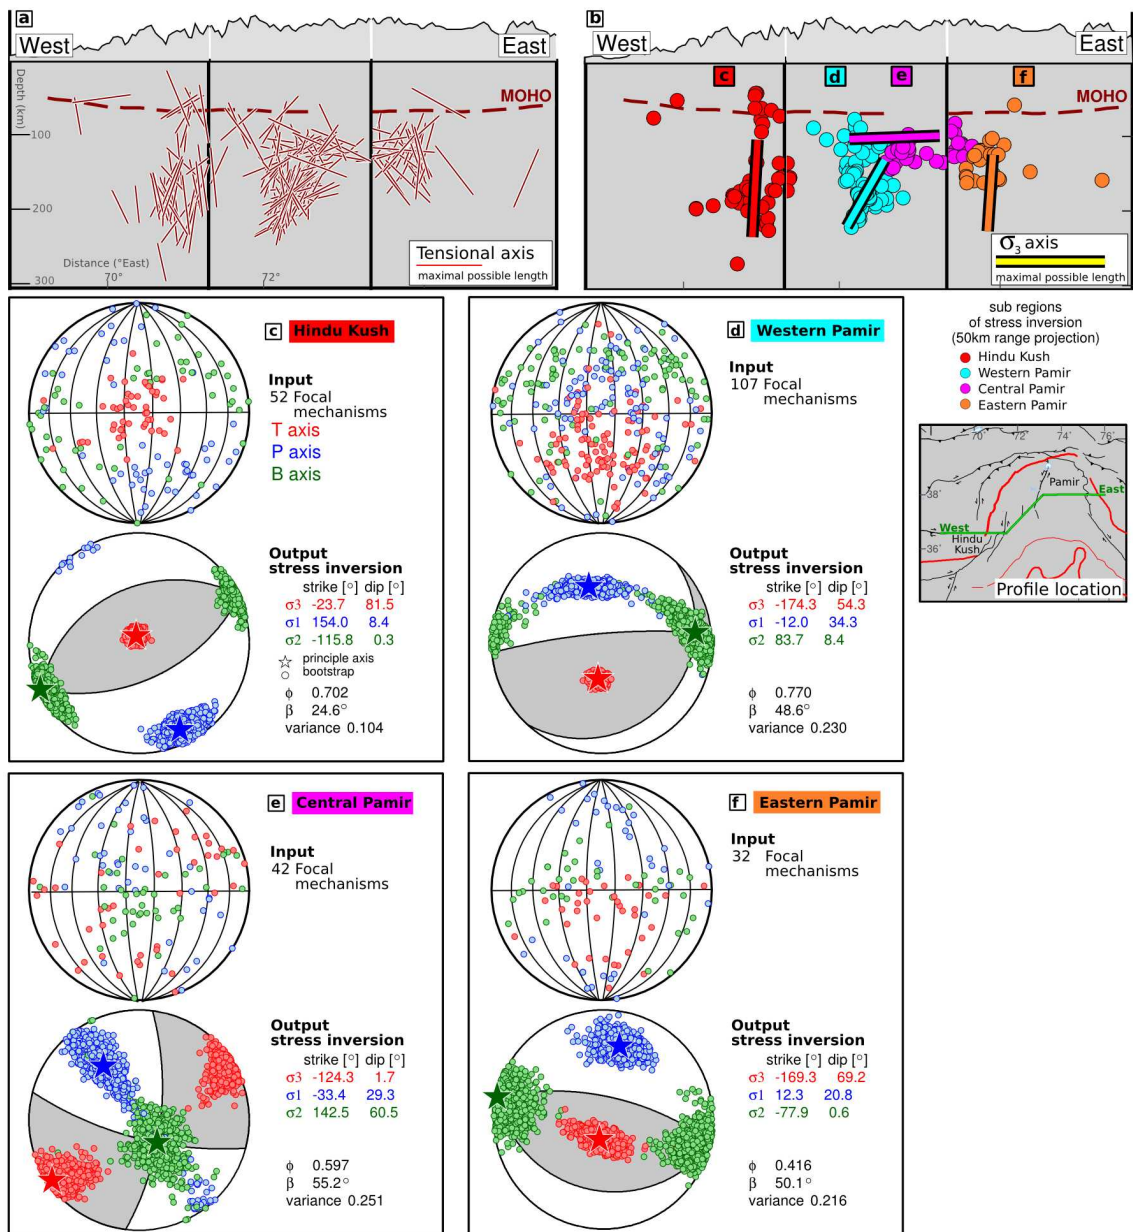 a
West
East
Depth (km)
MOHO
100
200
300
Distance (°East)
70°
72°
Tensional axis
maximal possible length
b
West
East
c
d
e
f
MOHO
σ3 axis
maximal possible length
c Hindu Kush
Input
52 Focal
mechanisms
T axis
P axis
B axis
Output
stress inversion
strike [°] dip [°]
σ3 -23.7 81.5
σ1 154.0 8.4
σ2 -115.8 0.3
principle axis
bootstrap
ϕ 0.702
β 24.6°
variance 0.104
d Western Pamir
Input
107 Focal
mechanisms
Output
stress inversion
strike [°] dip [°]
σ3 -174.3 54.3
σ1 -12.0 34.3
σ2 83.7 8.4
ϕ 0.770
β 48.6°
variance 0.230
sub regions
of stress inversion
(50km range projection)
Hindu Kush
Western Pamir
Central Pamir
Eastern Pamir
70° 72° 74° 76°
Pamir
38°
East
West
36°
Hindu
Kush
Profile location
e Central Pamir
Input
42 Focal
mechanisms
Output
stress inversion
strike [°] dip [°]
σ3 -124.3 1.7
σ1 -33.4 29.3
σ2 142.5 60.5
ϕ 0.597
β 55.2°
variance 0.251
f Eastern Pamir
Input
32 Focal
mechanisms
Output
stress inversion
strike [°] dip [°]
σ3 -169.3 69.2
σ1 12.3 20.8
σ2 -77.9 0.6
ϕ 0.416
β 50.1°
variance 0.216